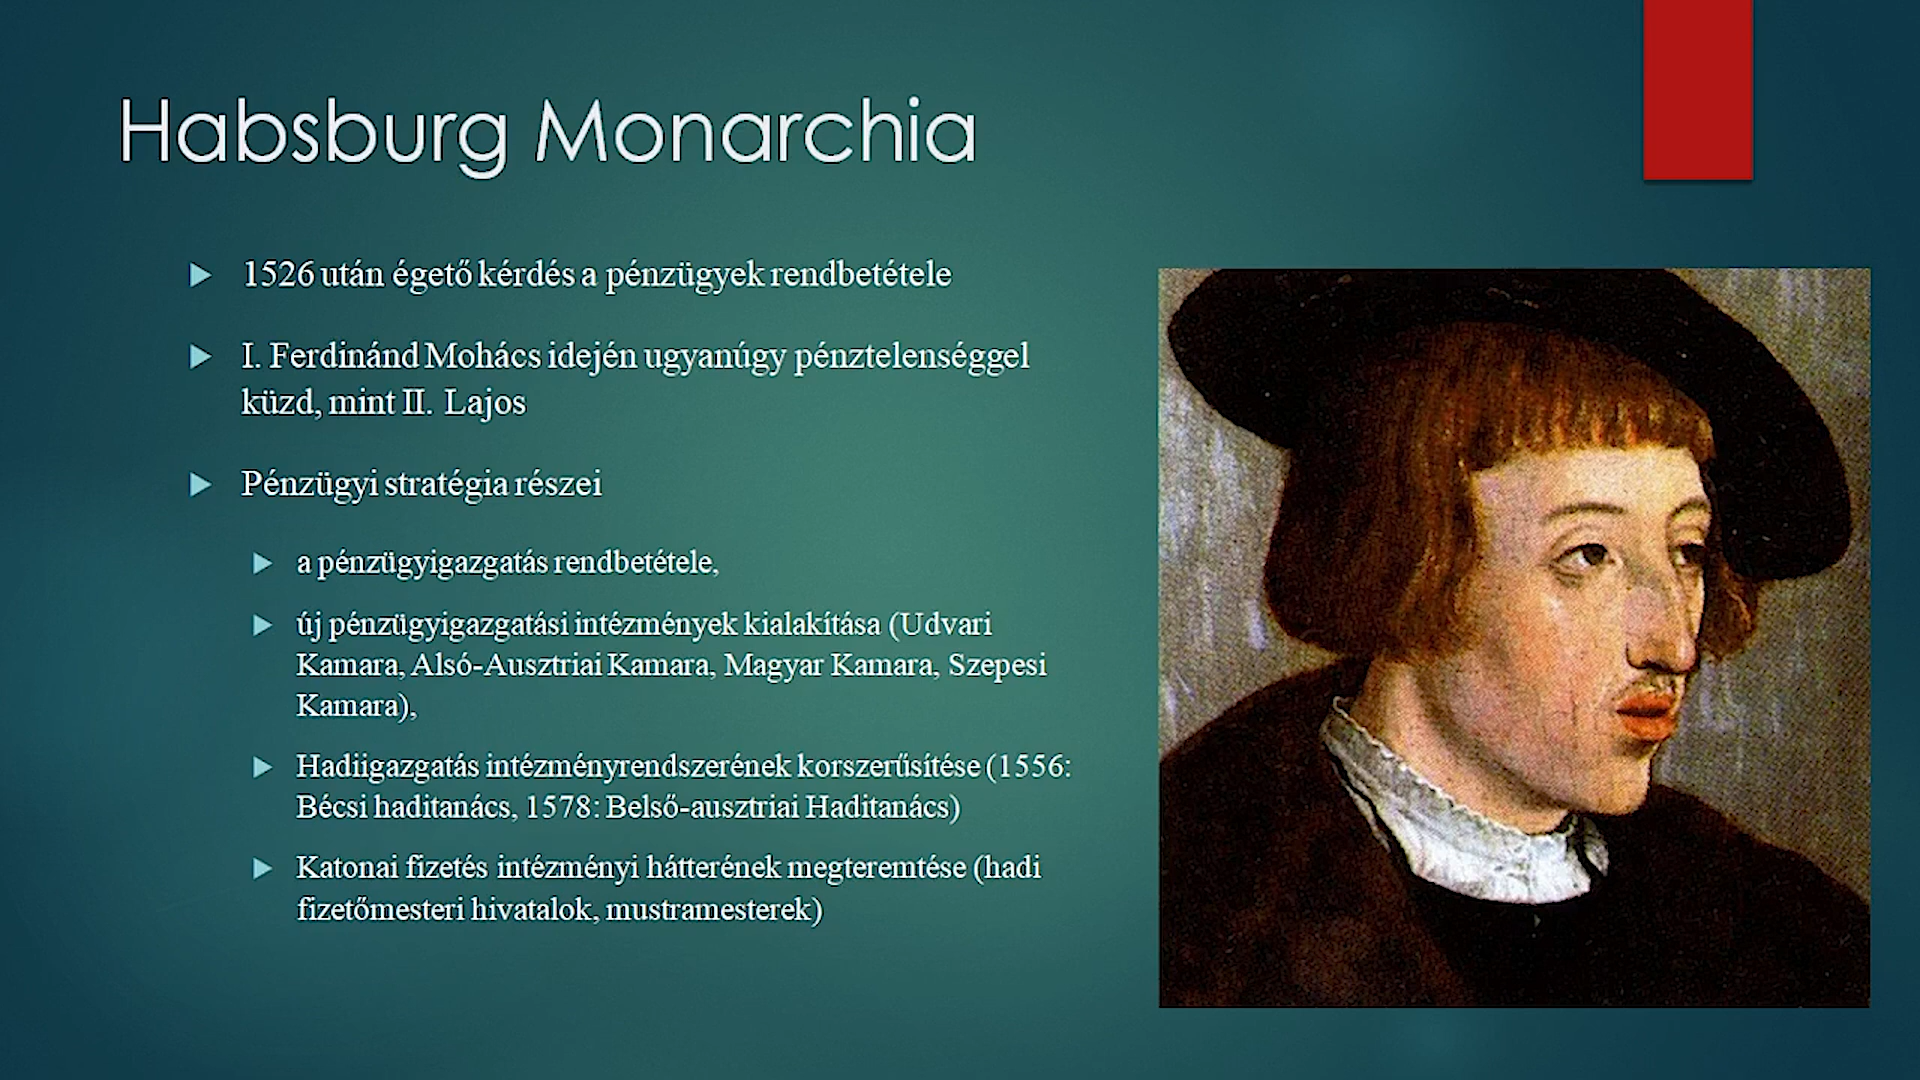 Habsburg Monarchia
1526 után égető kérdés a pénzügyek rendbetétele
I. Ferdinánd Mohács idején ugyanúgy pénztelenséggel
küzd, mint II. Lajos
Pénzügyi stratégia részei
a pénzügyigazgatás rendbetétele,
új pénzügyigazgatási intézmények kialakítása (Udvari
Kamara, Alsó-Ausztriai Kamara, Magyar Kamara, Szepesi
Kamara),
Hadiigazgatás intézményrendszerének korszerűsítése (1556:
Bécsi haditanács, 1578: Belső-ausztriai Haditanács)
Katonai fizetés intézményi hátterének megteremtése (hadi
fizetőmesteri hivatalok, mustramesterek)